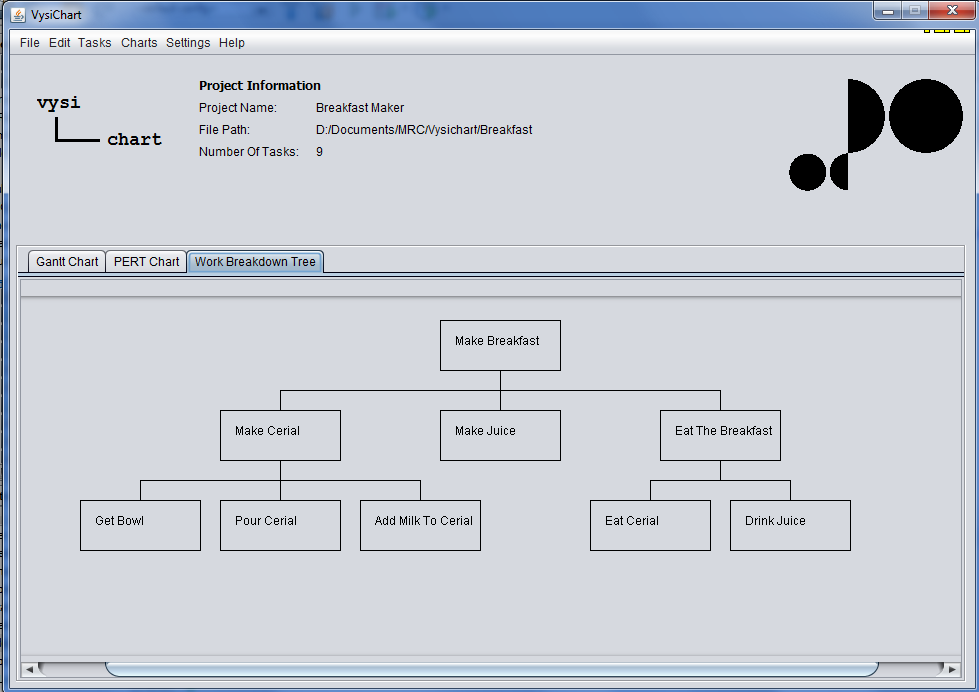 VysiChart
File Edit Tasks Charts Settings Help
vysi
chart
Project Information
Project Name: Breakfast Maker
File Path: D:/Documents/MRC/Vysichart/Breakfast
Number Of Tasks: 9
Gantt Chart PERT Chart Work Breakdown Tree
Make Breakfast
Make Cerial Make Juice Eat The Breakfast
Get Bowl Pour Cerial Add Milk To Cerial Eat Cerial Drink Juice